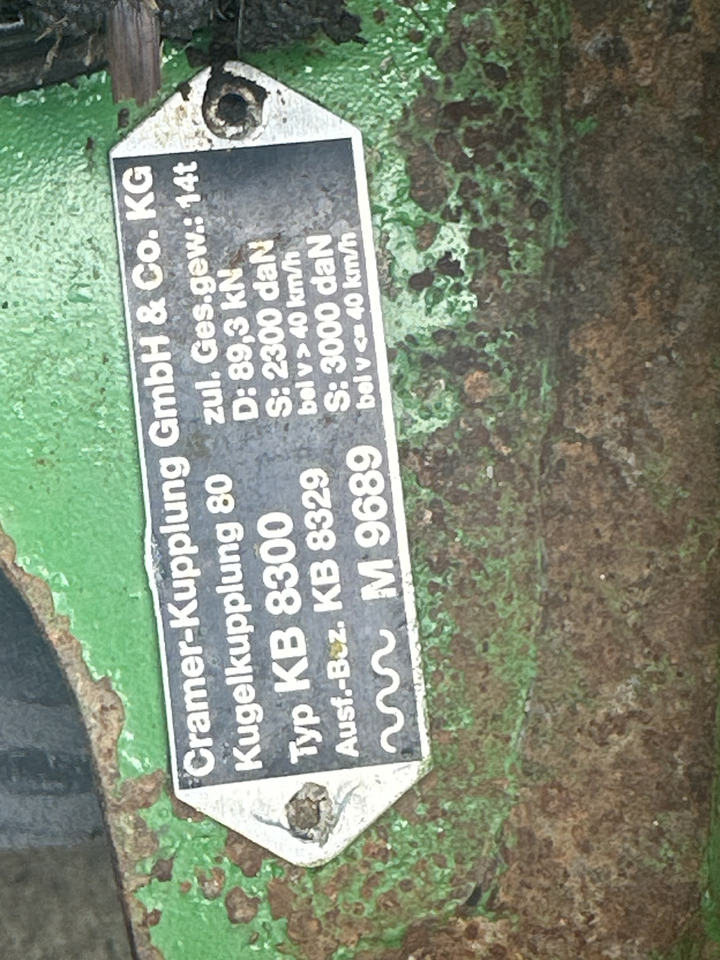 Cramer-Kupplung GmbH & Co. KG
Kugelkupplung 80
Typ KB 8300
Ausf.-Bez. KB 8329
M 9689
zul. Ges.gew.: 14t
D: 89,3 kN
S: 2300 daN
bei v > 40 km/h
S: 3000 daN
bei v <= 40 km/h